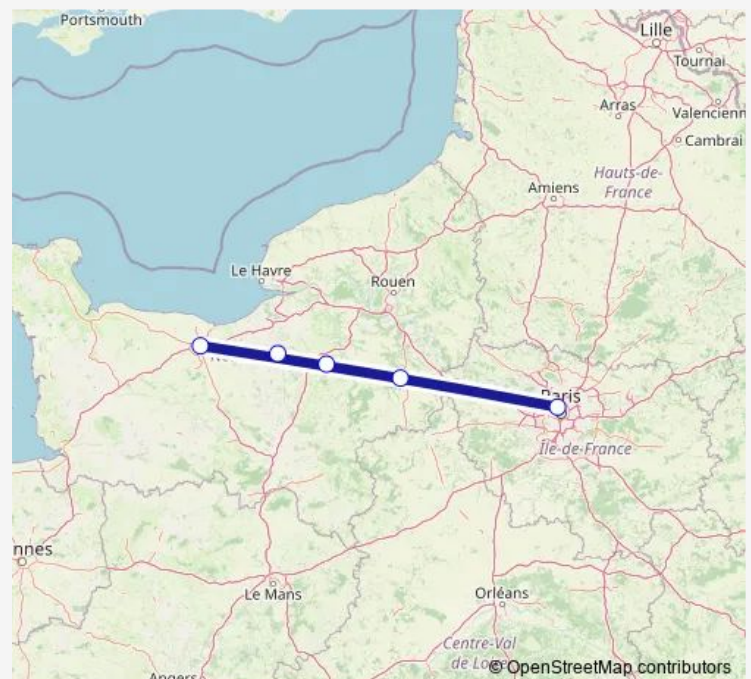 Portsmouth
Lille
Tournai
Arras
Valencienn
Cambrai
Hauts-de-
France
Amiens
Le Havre
Rouen
Paris
Île-de-France
nnes
Le Mans
Orléans
Centre-Val
de Lo
Angers
© OpenStreetMap contributors